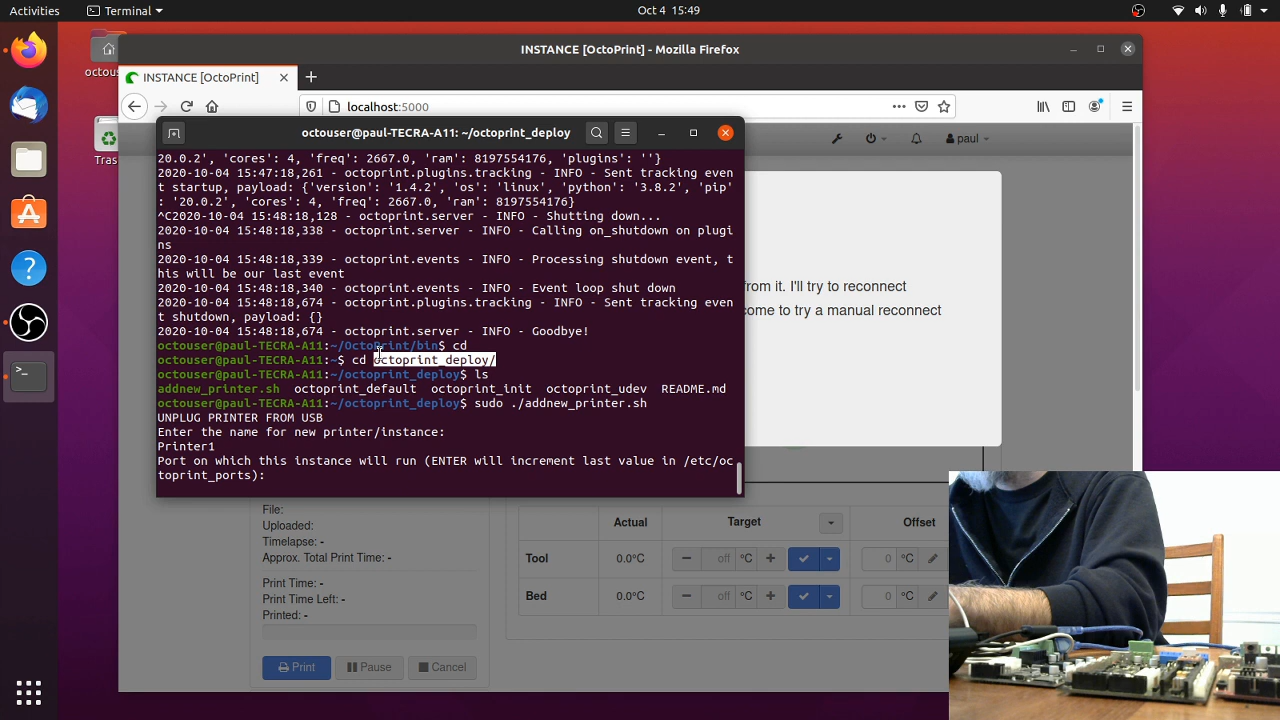 Activities
Terminal
Oct 4 15:49
INSTANCE [OctoPrint] - Mozilla Firefox
INSTANCE [OctoPrint]
localhost:5000
octouser@paul-TECRA-A11: ~/octoprint_deploy
paul
20.0.2', 'cores': 4, 'freq': 2667.0, 'ram': 8197554176, 'plugins': ''}
2020-10-04 15:47:18,261 - octoprint.plugins.tracking - INFO - Sent tracking even
t startup, payload: {'version': '1.4.2', 'os': 'linux', 'python': '3.8.2', 'pip'
: '20.0.2', 'cores': 4, 'freq': 2667.0, 'ram': 8197554176}
^C2020-10-04 15:48:18,128 - octoprint.server - INFO - Shutting down...
2020-10-04 15:48:18,338 - octoprint.server - INFO - Calling on_shutdown on plugi
ns
2020-10-04 15:48:18,339 - octoprint.events - INFO - Processing shutdown event, t
his will be our last event
2020-10-04 15:48:18,340 - octoprint.events - INFO - Event loop shut down
2020-10-04 15:48:18,674 - octoprint.plugins.tracking - INFO - Sent tracking even
t shutdown, payload: {}
2020-10-04 15:48:18,674 - octoprint.server - INFO - Goodbye!
octouser@paul-TECRA-A11:~/OctoPrint/bin$ cd
octouser@paul-TECRA-A11:~$ cd octoprint_deploy/
octouser@paul-TECRA-A11:~/octoprint_deploy$ ls
addnew_printer.sh octoprint_default octoprint_init octoprint_udev README.md
octouser@paul-TECRA-A11:~/octoprint_deploy$ sudo ./addnew_printer.sh
UNPLUG PRINTER FROM USB
Enter the name for new printer/instance:
Printer1
Port on which this instance will run (ENTER will increment last value in /etc/oc
toprint_ports):
from it. I'll try to reconnect
come to try a manual reconnect
File:
Uploaded:
Timelapse: -
Approx. Total Print Time: -
Print Time: -
Print Time Left: -
Printed: -
Print Pause Cancel
Actual Target Offset
Tool 0.0°C off °C 0 °C
Bed 0.0°C off °C 0 °C
octous
Tras